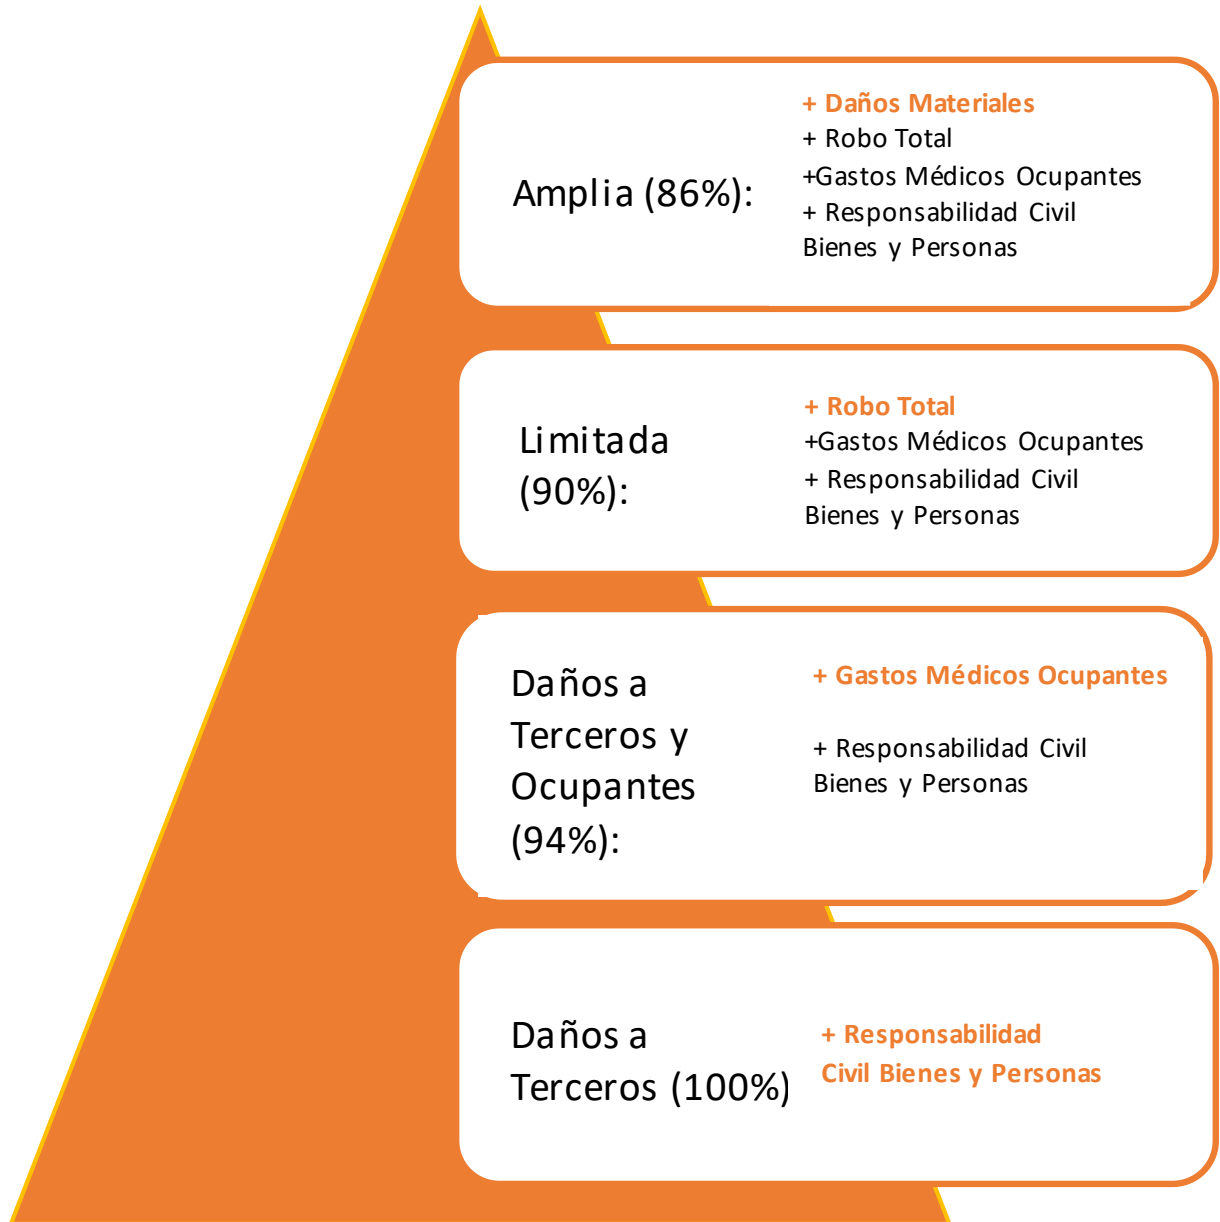 Amplia (86%):
+ Daños Materiales
+ Robo Total
+Gastos Médicos Ocupantes
+ Responsabilidad Civil
Bienes y Personas
Limitada
(90%):
+ Robo Total
+Gastos Médicos Ocupantes
+ Responsabilidad Civil
Bienes y Personas
Daños a
Terceros y
Ocupantes
(94%):
+ Gastos Médicos Ocupantes
+ Responsabilidad Civil
Bienes y Personas
Daños a
Terceros (100%)
+ Responsabilidad
Civil Bienes y Personas